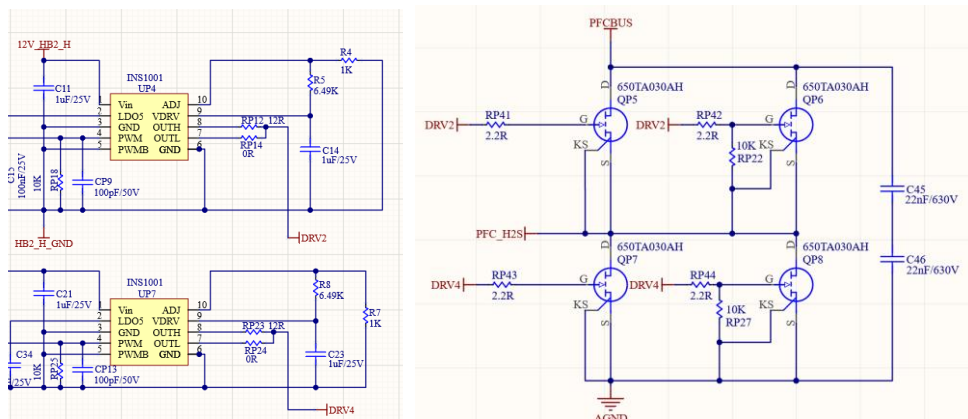 12V_HB2_H
C11
1uF/25V
INS1001
UP4
1
2
3
4
5
Vin
LDO5
GND
PWM
PWMB
ADJ
VDRV
OUTH
OUTL
GND
10
9
8
7
6
R4
1K
R5
6.49K
RP12 12R
RP14
0R
C14
1uF/25V
C15
100nF/25V
10K
RP18
CP9
100pF/50V
HB2_H_GND
DRV2
C21
1uF/25V
INS1001
UP7
1
2
3
4
5
Vin
LDO5
GND
PWM
PWMB
ADJ
VDRV
OUTH
OUTL
GND
10
9
8
7
6
R8
6.49K
R7
1K
RP23 12R
RP24
0R
C23
1uF/25V
C34
/25V
10K
RP25
CP13
100pF/50V
DRV4
PFCBUS
650TA030AH
QP5
D
G
KS
S
DRV2
RP41
2.2R
650TA030AH
QP6
D
G
KS
S
DRV2
RP42
2.2R
10K
RP22
C45
22nF/630V
PFC_H2S
650TA030AH
QP7
D
G
KS
S
DRV4
RP43
2.2R
650TA030AH
QP8
D
G
KS
S
DRV4
RP44
2.2R
10K
RP27
C46
22nF/630V
AGND